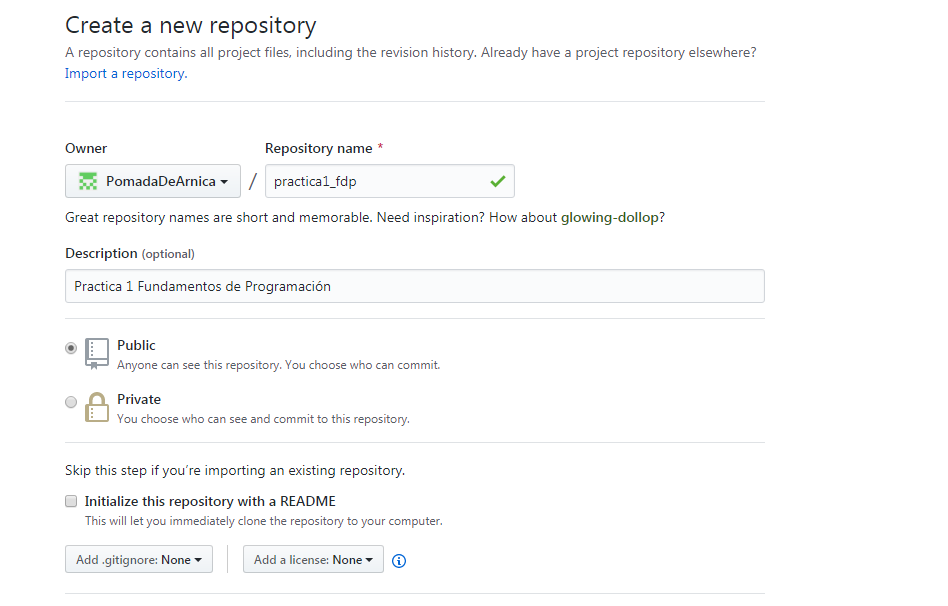 Create a new repository
A repository contains all project files, including the revision history. Already have a project repository elsewhere?
Import a repository.
Owner
Repository name *
PomadaDeArnica
/
practica1_fdp
Great repository names are short and memorable. Need inspiration? How about glowing-dollop?
Description (optional)
Practica 1 Fundamentos de Programación
Public
Anyone can see this repository. You choose who can commit.
Private
You choose who can see and commit to this repository.
Skip this step if you’re importing an existing repository.
Initialize this repository with a README
This will let you immediately clone the repository to your computer.
Add .gitignore: None
Add a license: None